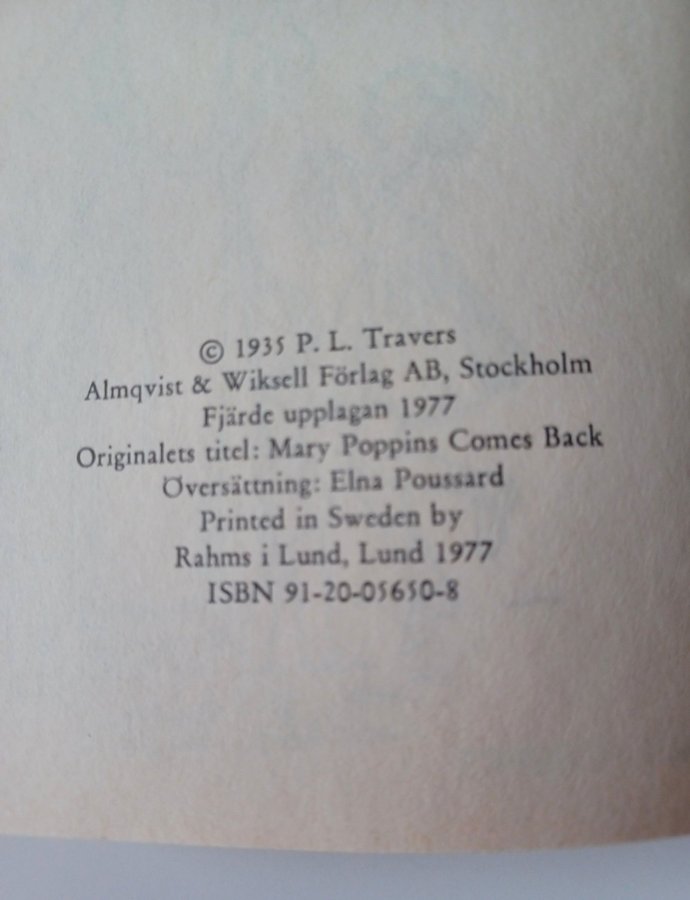 © 1935 P. L. Travers
Almqvist & Wiksell Förlag AB, Stockholm
Fjärde upplagan 1977
Originalets titel: Mary Poppins Comes Back
Översättning: Elna Poussard
Printed in Sweden by
Rahms i Lund, Lund 1977
ISBN 91-20-05650-8